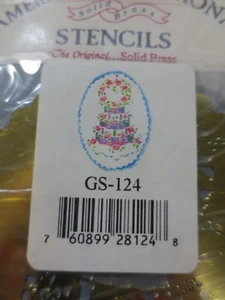 Solid Brass
STENCILS
"The Original...Solid Brass
GS-124
7 60899 28124 8